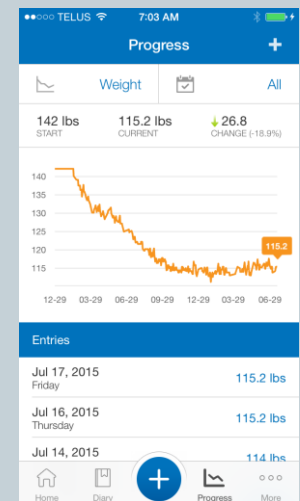 TELUS 7:03 AM
Progress +
Weight All
142 lbs 115.2 lbs 26.8
START CURRENT CHANGE (-18.9%)
140
135
130
125
120
115
115.2
12-29 03-29 06-29 09-29 12-29 03-29 06-29
Entries
Jul 17, 2015
Friday
115.2 lbs
Jul 16, 2015
Thursday
115.2 lbs
Jul 14, 2015
114 lbs
+
Home Diary Progress More